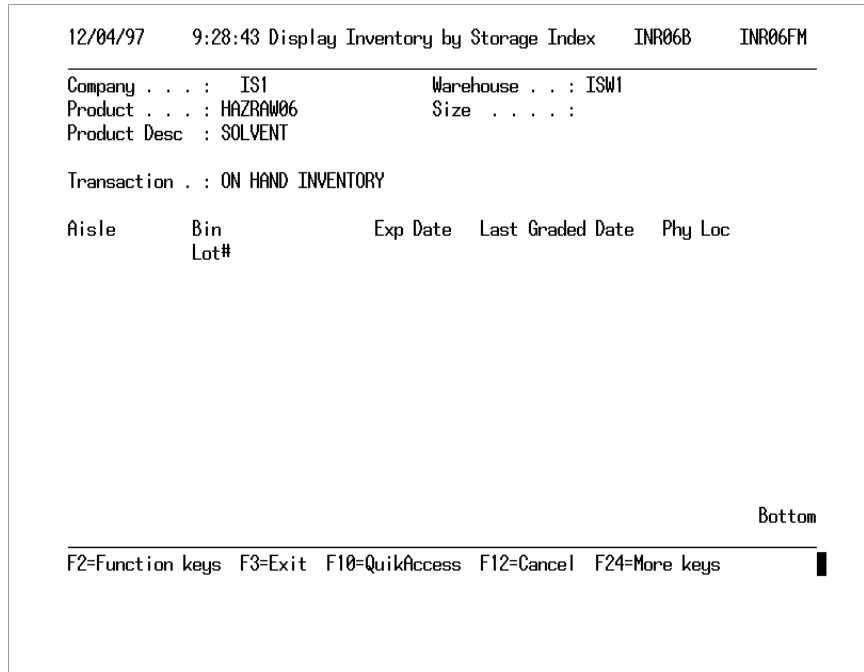 12/04/97 9:28:43 Display Inventory by Storage Index INR06B INR06FM
Company . . . : IS1 Warehouse . . : ISW1
Product . . . : HAZRAW06 Size . . . . :
Product Desc : SOLVENT
Transaction . : ON HAND INVENTORY
Aisle Bin Exp Date Last Graded Date Phy Loc
Lot#
Bottom
F2=Function keys F3=Exit F10=QuikAccess F12=Cancel F24=More keys